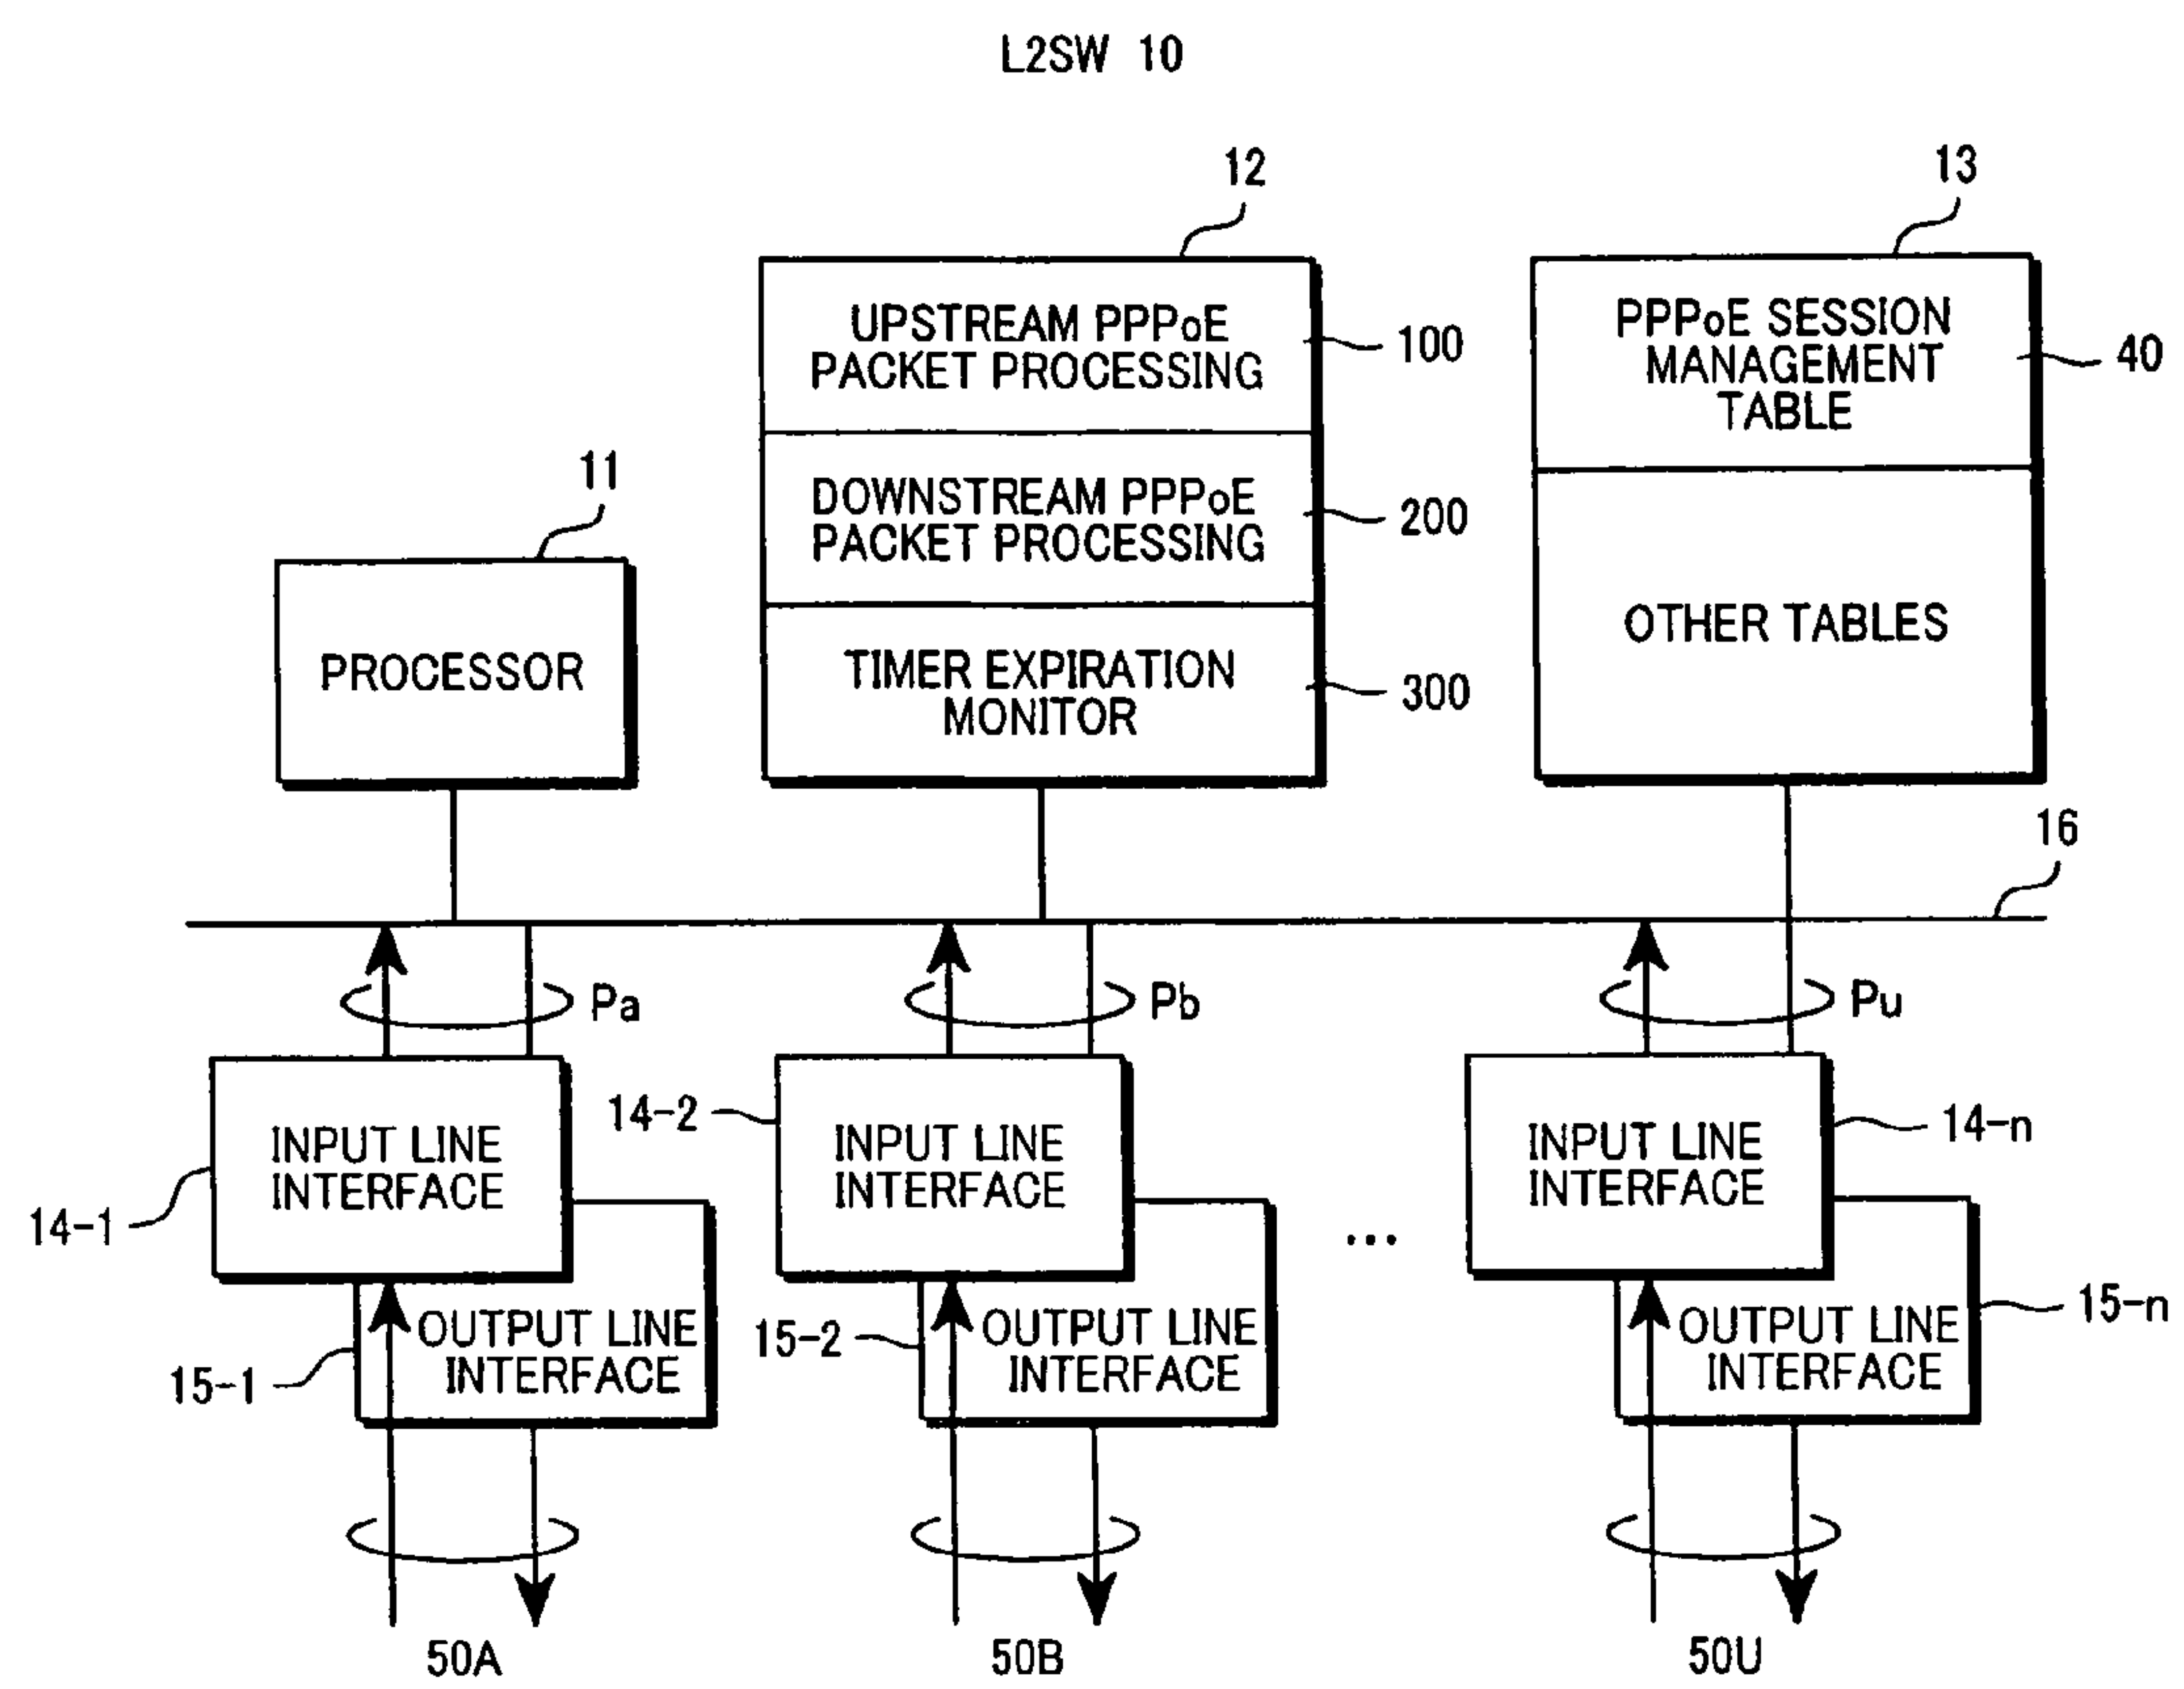 L2SW 10
12
13
UPSTREAM PPPoE
PACKET PROCESSING
100
PPPoE SESSION
MANAGEMENT
TABLE
40
11
DOWNSTREAM PPPoE
PACKET PROCESSING
200
PROCESSOR
TIMER EXPIRATION
MONITOR
300
OTHER TABLES
16
Pa
Pb
Pu
INPUT LINE
INTERFACE
14-1
14-2
INPUT LINE
INTERFACE
INPUT LINE
INTERFACE
14-n
...
OUTPUT LINE
INTERFACE
15-1
15-2
OUTPUT LINE
INTERFACE
OUTPUT LINE
INTERFACE
15-n
50A
50B
50U